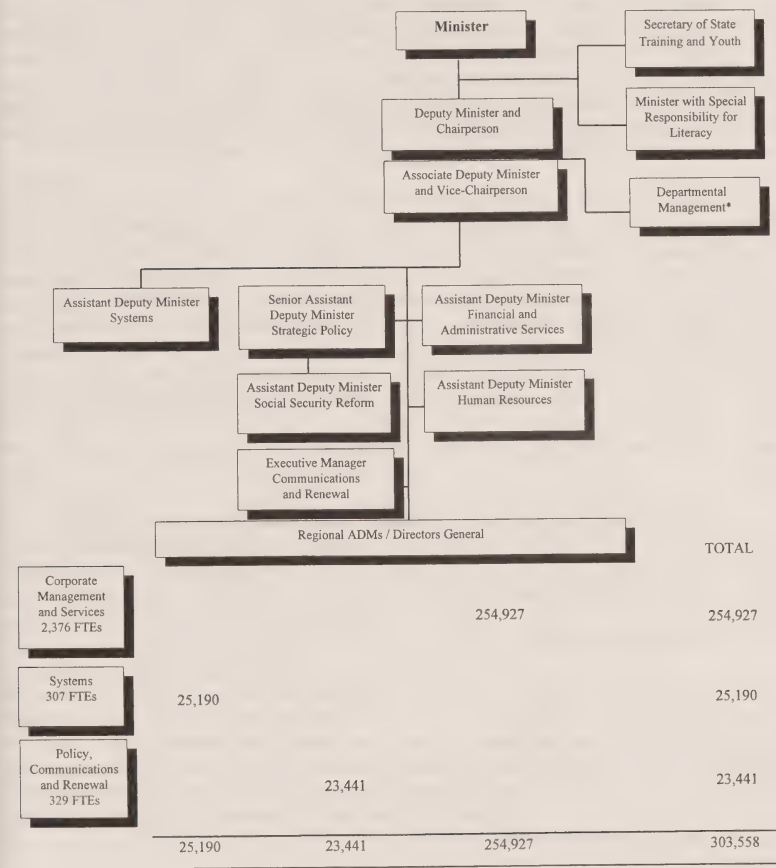 Minister
Secretary of State
Training and Youth
Deputy Minister and
Chairperson
Minister with Special
Responsibility for
Literacy
Associate Deputy Minister
and Vice-Chairperson
Departmental
Management*
Assistant Deputy Minister
Systems
Senior Assistant
Deputy Minister
Strategic Policy
Assistant Deputy Minister
Financial and
Administrative Services
Assistant Deputy Minister
Social Security Reform
Assistant Deputy Minister
Human Resources
Executive Manager
Communications
and Renewal
Regional ADMs / Directors General
TOTAL
Corporate
Management
and Services
2,376 FTEs
254,927 254,927
Systems
307 FTEs
25,190 25,190
Policy,
Communications
and Renewal
329 FTEs
23,441 23,441
25,190 23,441 254,927 303,558